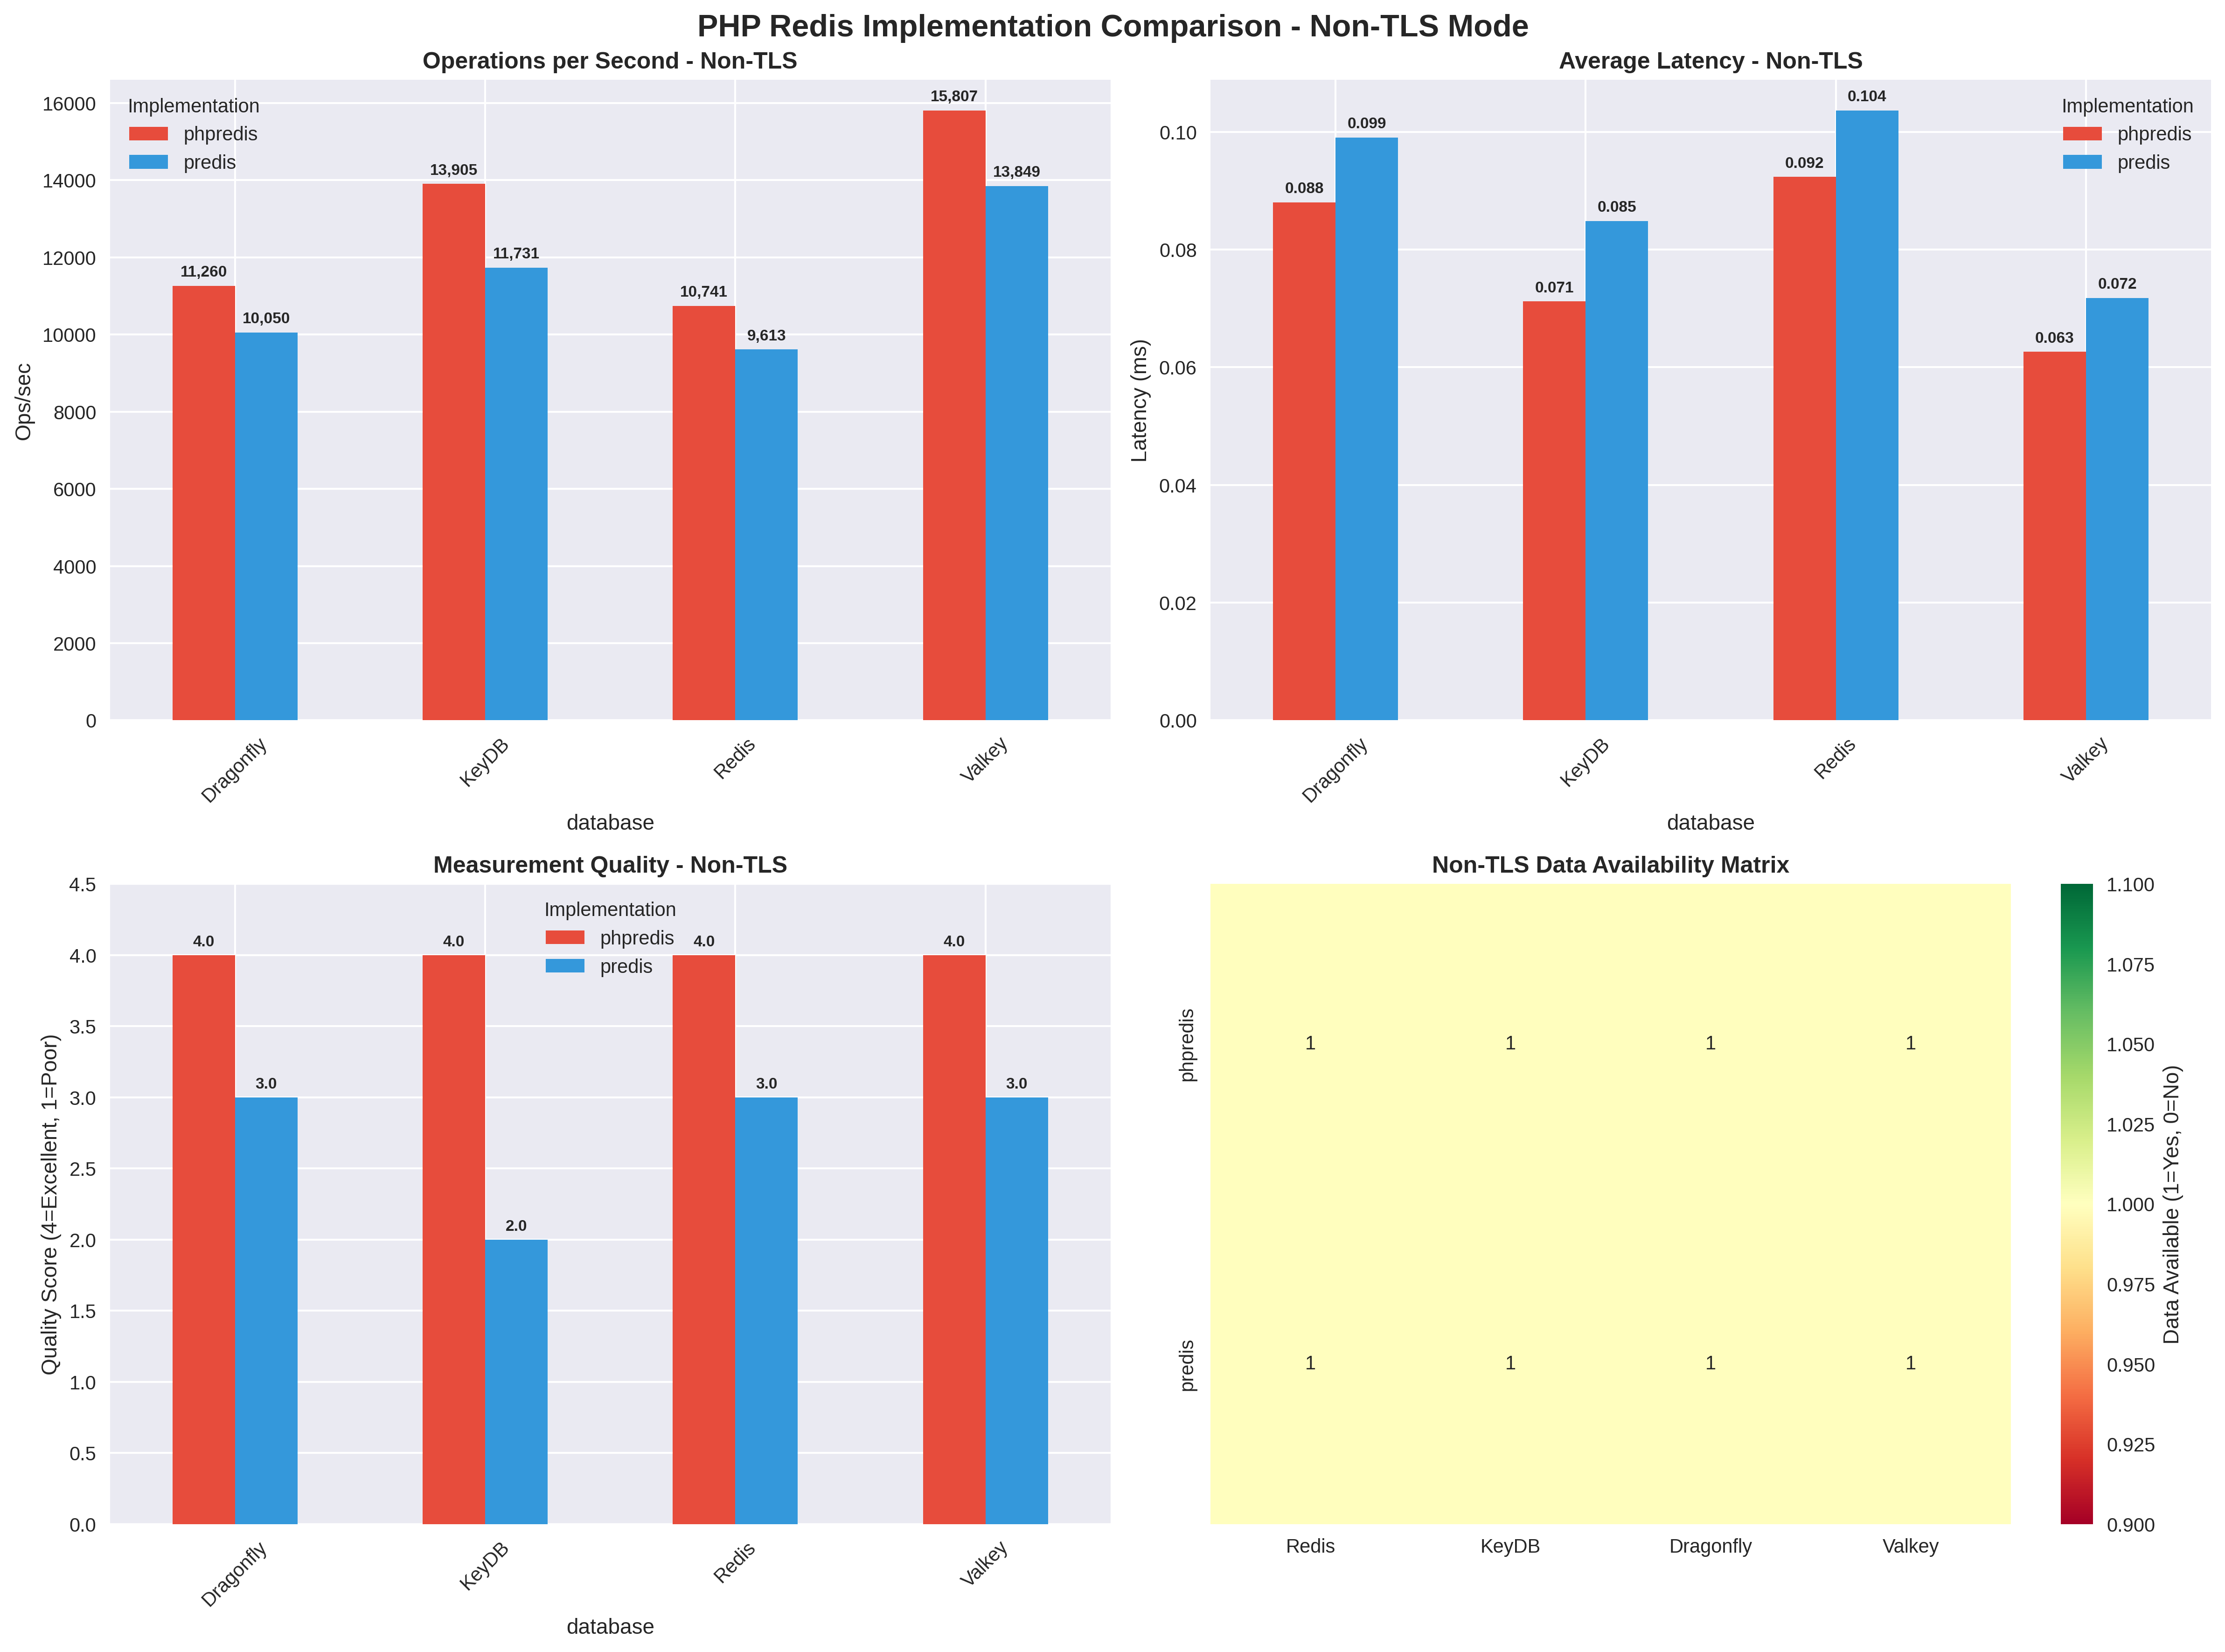 PHP Redis Implementation Comparison - Non-TLS Mode
Operations per Second - Non-TLS
Implementation
phpredis
predis
16000
14000
12000
10000
8000
6000
4000
2000
0
Ops/sec
11,260
10,050
13,905
11,731
10,741
9,613
15,807
13,849
Dragonfly
KeyDB
Redis
Valkey
database
Average Latency - Non-TLS
Implementation
phpredis
predis
0.10
0.08
0.06
0.04
0.02
0.00
Latency (ms)
0.088
0.099
0.071
0.085
0.092
0.104
0.063
0.072
Dragonfly
KeyDB
Redis
Valkey
database
Measurement Quality - Non-TLS
Implementation
phpredis
predis
4.5
4.0
3.5
3.0
2.5
2.0
1.5
1.0
0.5
0.0
Quality Score (4=Excellent, 1=Poor)
4.0
3.0
4.0
2.0
4.0
3.0
4.0
3.0
Dragonfly
KeyDB
Redis
Valkey
database
Non-TLS Data Availability Matrix
phpredis
1 1 1 1
predis
1 1 1 1
Redis
KeyDB
Dragonfly
Valkey
1.100
1.075
1.050
1.025
1.000
0.975
0.950
0.925
0.900
Data Available (1=Yes, 0=No)